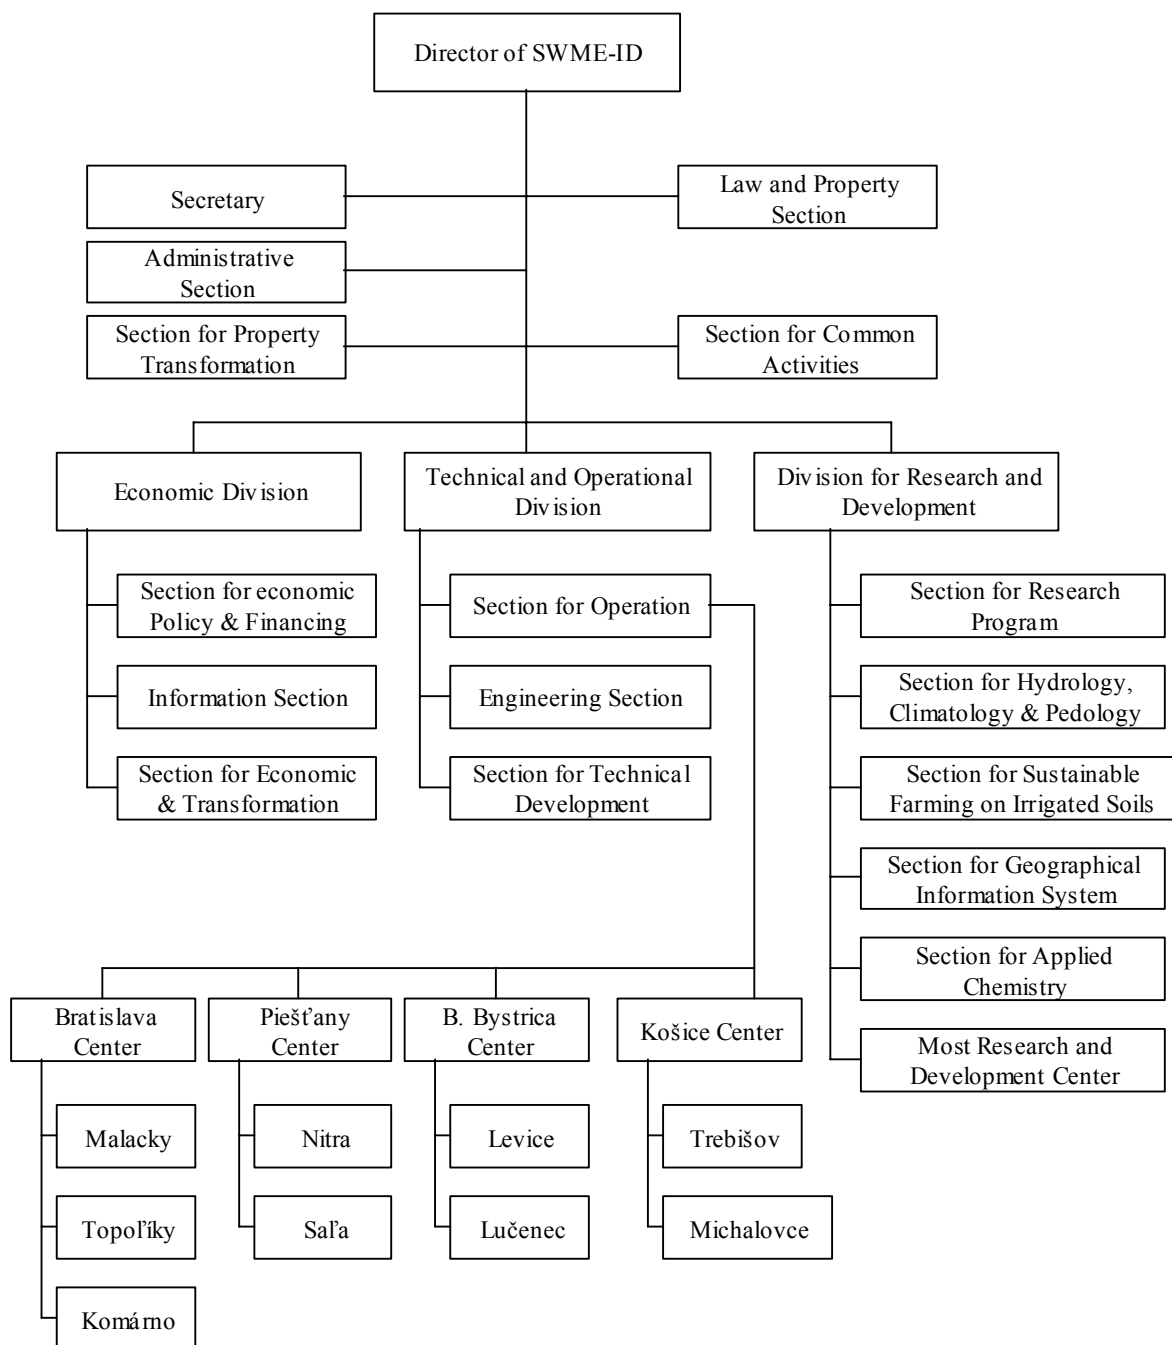 Director of SWME-ID
Secretary
Law and Property
Section
Administrative
Section
Section for Property
Transformation
Section for Common
Activities
Economic Division
Technical and Operational
Division
Division for Research and
Development
Section for economic
Policy & Financing
Information Section
Section for Economic
& Transformation
Section for Operation
Engineering Section
Section for Technical
Development
Section for Research
Program
Section for Hydrology,
Climatology & Pedology
Section for Sustainable
Farming on Irrigated Soils
Section for Geographical
Information System
Section for Applied
Chemistry
Most Research and
Development Center
Bratislava
Center
Malacky
Topoľíky
Komárno
Piešťany
Center
Nitra
Saľa
B. Bystrica
Center
Levice
Lučenec
Košice Center
Trebišov
Michalovce